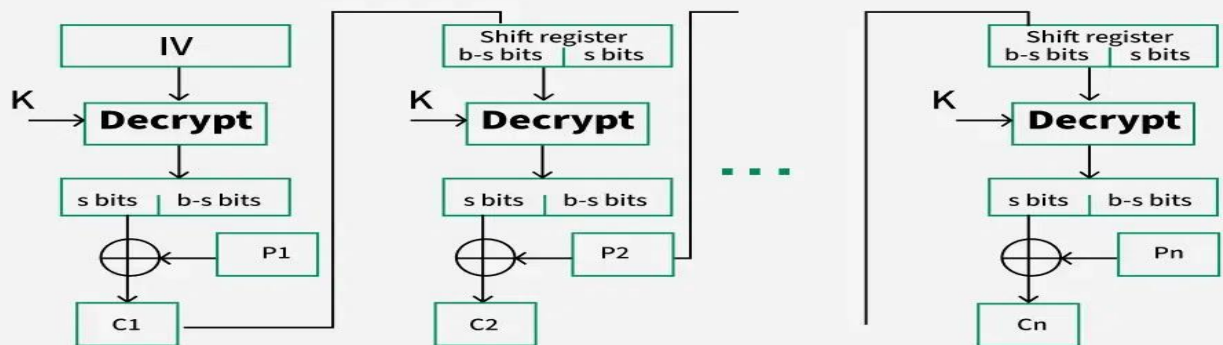 IV
Shift register
b-s bits s bits
Shift register
b-s bits s bits
K
Decrypt
K
Decrypt
K
Decrypt
s bits b-s bits
s bits b-s bits
s bits b-s bits
P1
P2
Pn
C1
C2
Cn